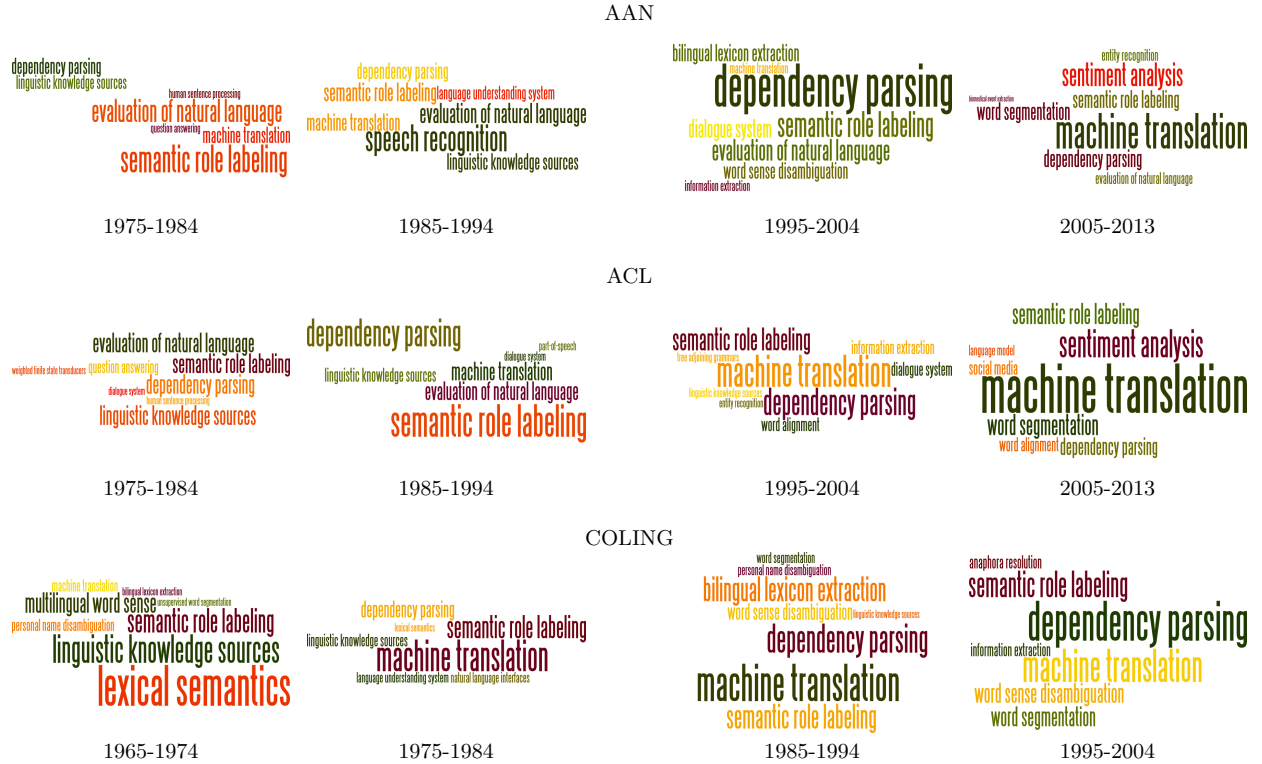 AAN
dependency parsing
linguistic knowledge sources
human sentence processing
evaluation of natural language
question answering
machine translation
semantic role labeling
1975-1984
dependency parsing
semantic role labeling
language understanding system
evaluation of natural language
machine translation
speech recognition
linguistic knowledge sources
1985-1994
bilingual lexicon extraction
machine translation
dependency parsing
dialogue system
semantic role labeling
evaluation of natural language
word sense disambiguation
information extraction
1995-2004
entity recognition
sentiment analysis
semantic role labeling
biomedical event extraction
word segmentation
machine translation
dependency parsing
evaluation of natural language
2005-2013
ACL
evaluation of natural language
weighted finite state transducers
question answering
semantic role labeling
dialogue system
dependency parsing
human sentence processing
linguistic knowledge sources
1975-1984
dependency parsing
part-of-speech
dialogue system
linguistic knowledge sources
machine translation
evaluation of natural language
semantic role labeling
1985-1994
semantic role labeling
information extraction
tree adjoining grammars
machine translation
dialogue system
linguistic knowledge sources
entity recognition
dependency parsing
word alignment
1995-2004
semantic role labeling
language model
sentiment analysis
social media
machine translation
word segmentation
word alignment
dependency parsing
2005-2013
COLING
machine translation
bilingual lexicon extraction
multilingual word sense
unsupervised word segmentation
personal name disambiguation
semantic role labeling
linguistic knowledge sources
lexical semantics
1965-1974
dependency parsing
lexical semantics
semantic role labeling
linguistic knowledge sources
machine translation
language understanding system
natural language interfaces
1975-1984
word segmentation
personal name disambiguation
bilingual lexicon extraction
word sense disambiguation
linguistic knowledge sources
dependency parsing
machine translation
semantic role labeling
1985-1994
anaphora resolution
semantic role labeling
dependency parsing
information extraction
machine translation
word sense disambiguation
word segmentation
1995-2004